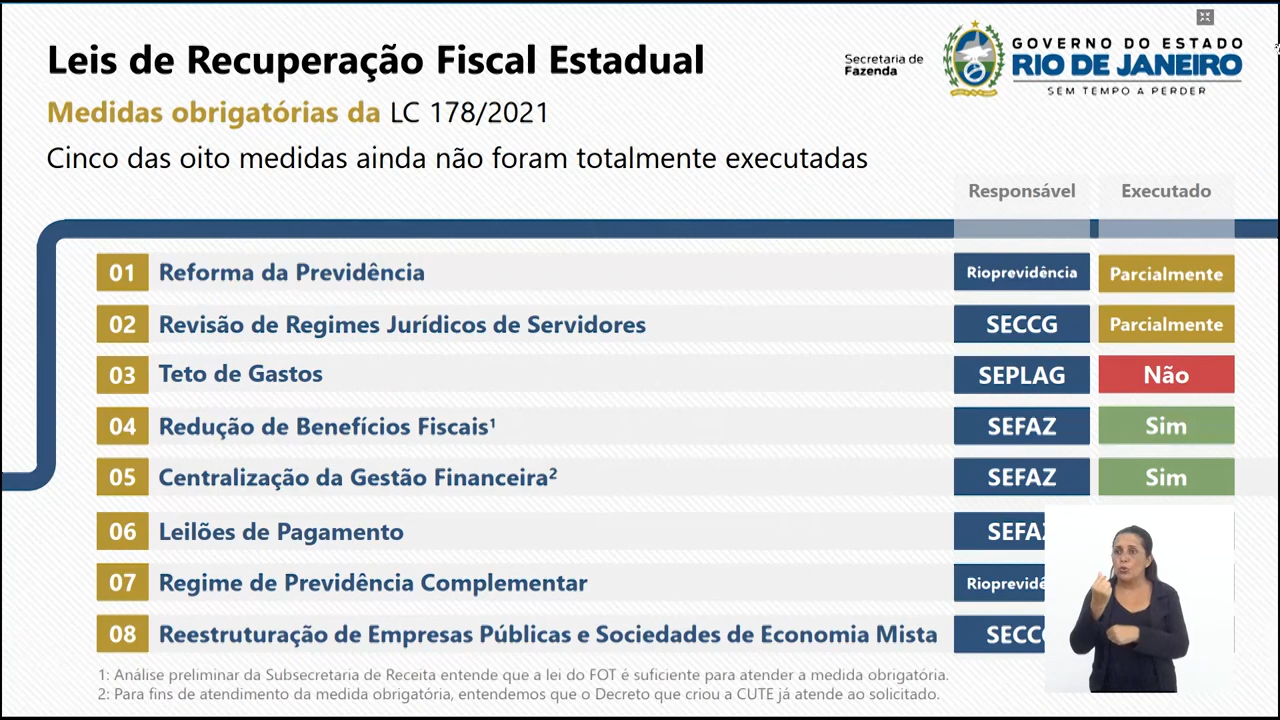 Leis de Recuperação Fiscal Estadual
Medidas obrigatórias da LC 178/2021
Cinco das oito medidas ainda não foram totalmente executadas
Secretaria de
Fazenda
GOVERNO DO ESTADO
RIO DE JANEIRO
SEM TEMPO A PERDER
Responsável Executado
01 Reforma da Previdência Rioprevidência Parcialmente
02 Revisão de Regimes Jurídicos de Servidores SECCG Parcialmente
03 Teto de Gastos SEPLAG Não
04 Redução de Benefícios Fiscais¹ SEFAZ Sim
05 Centralização da Gestão Financeira² SEFAZ Sim
06 Leilões de Pagamento SEFAZ
07 Regime de Previdência Complementar
08 Reestruturação de Empresas Públicas e Sociedades de Economia Mista
1: Análise preliminar da Subsecretaria de Receita entende que a lei do FOT é suficiente para atender a medida obrigatória.
2: Para fins de atendimento da medida obrigatória, entendemos que o Decreto que criou a CUTE já atende ao solicitado.